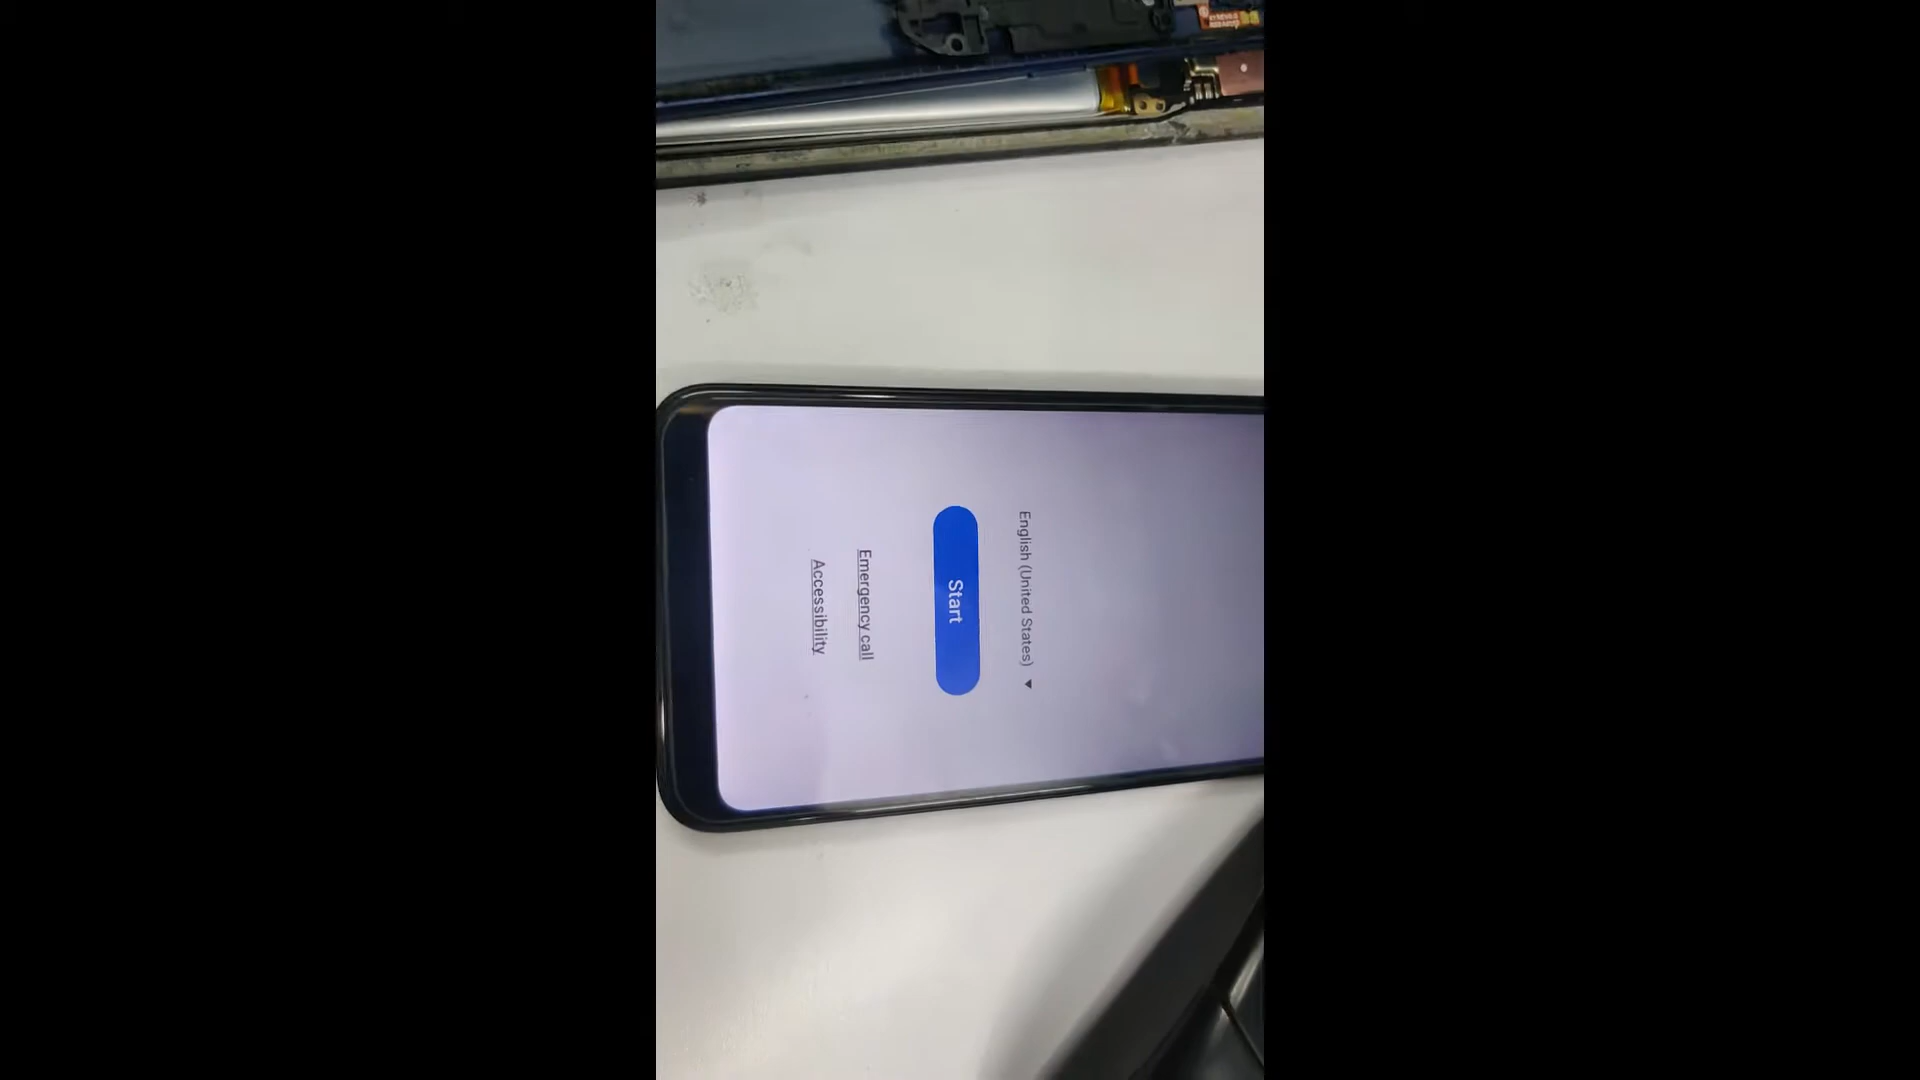 English (United States) ▼
Start
Emergency call
Accessibility